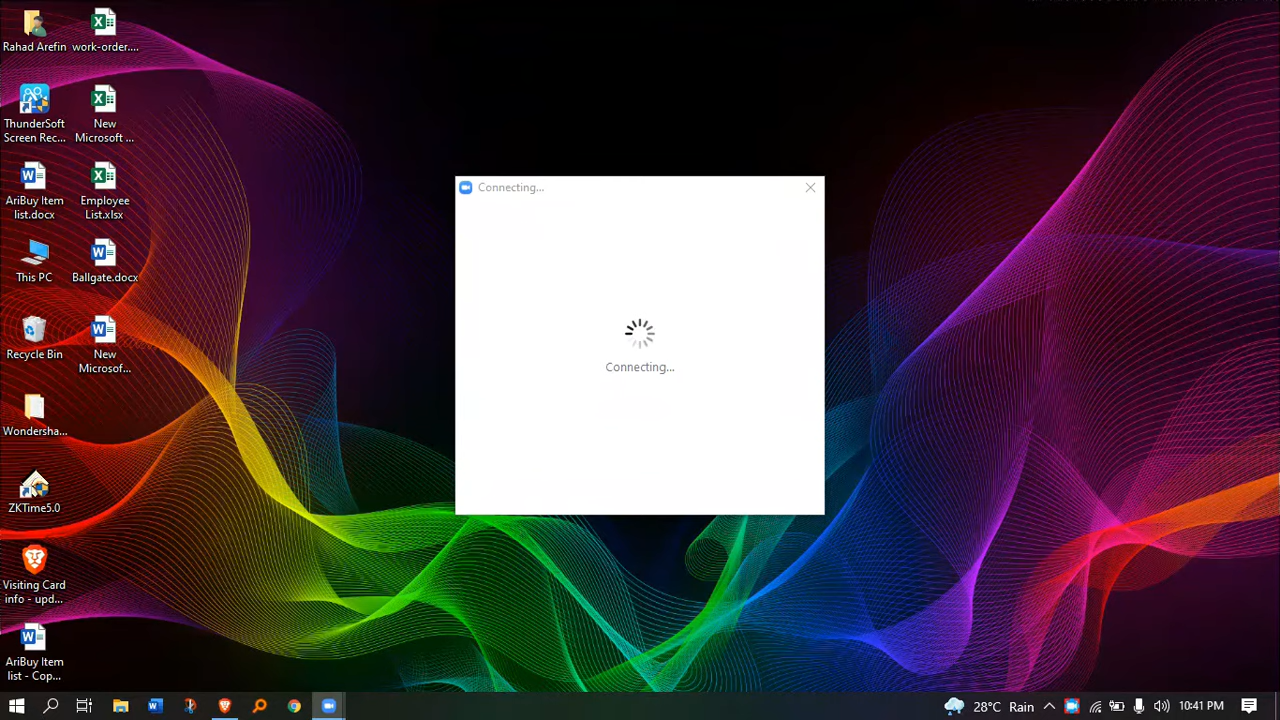 Rahad Arefin
work-order....
ThunderSoft
Screen Rec...
New
Microsoft ...
AriBuy Item
list.docx
Employee
List.xlsx
This PC
Ballgate.docx
Recycle Bin
New
Microsof...
Wondersha...
ZKTime5.0
Visiting Card
info - upd...
AriBuy Item
list - Cop...
Connecting...
Connecting...
28°C Rain
10:41 PM